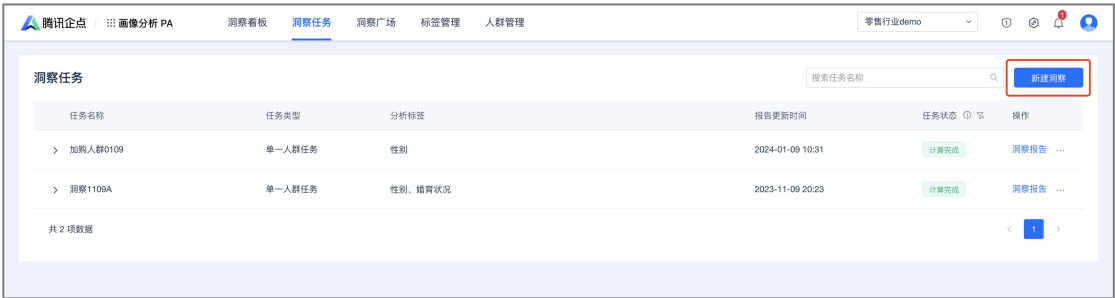 腾讯企点 画像分析 PA 洞察看板 洞察任务 洞察广场 标签管理 人群管理 零售行业demo 1
洞察任务 搜索任务名称 新建洞察
任务名称 任务类型 分析标签 报告更新时间 任务状态 操作
加购人群0109 单一人群任务 性别 2024-01-09 10:31 计算完成 洞察报告 ...
洞察1109A 单一人群任务 性别、婚育状况 2023-11-09 20:23 计算完成 洞察报告 ...
共 2 项数据 < 1 >